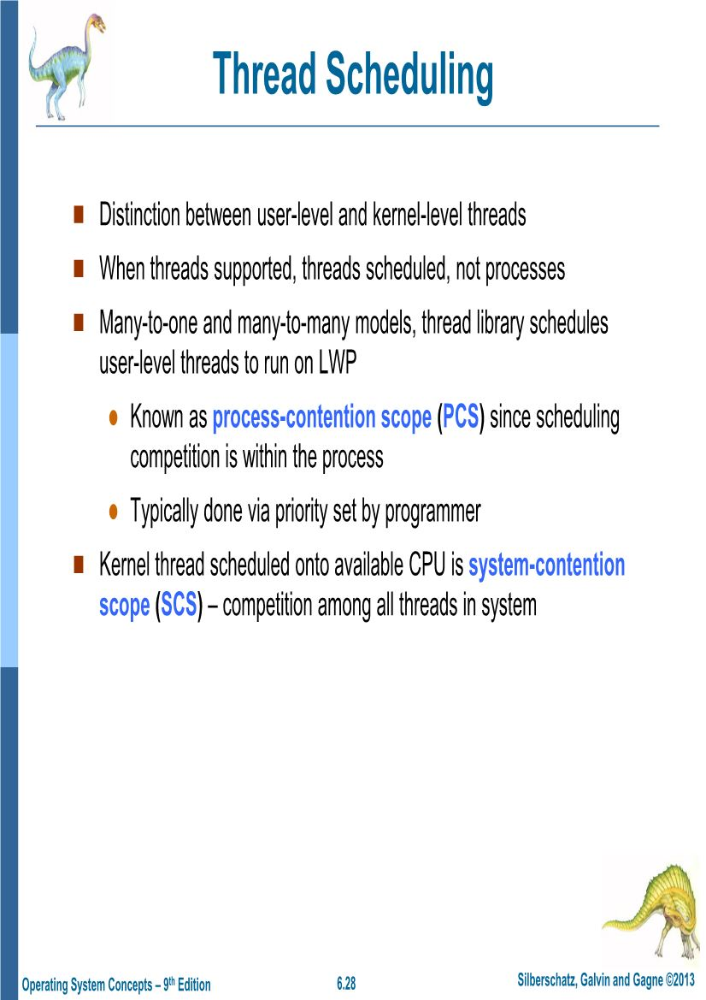 Thread Scheduling
■ Distinction between user-level and kernel-level threads
■ When threads supported, threads scheduled, not processes
■ Many-to-one and many-to-many models, thread library schedules
user-level threads to run on LWP
● Known as process-contention scope (PCS) since scheduling
competition is within the process
● Typically done via priority set by programmer
■ Kernel thread scheduled onto available CPU is system-contention
scope (SCS) – competition among all threads in system
Operating System Concepts – 9th Edition
6.28
Silberschatz, Galvin and Gagne ©2013